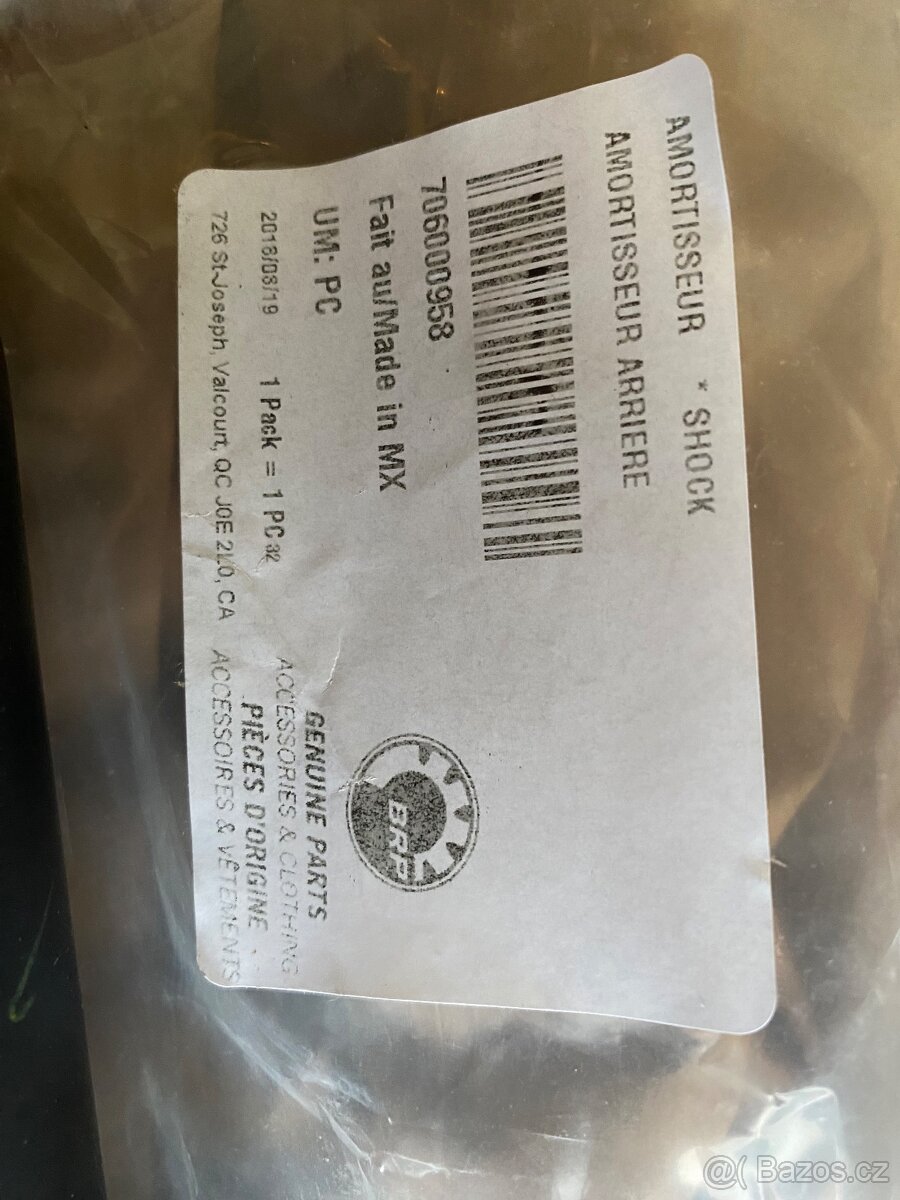 AMORTISSEUR * SHOCK
AMORTISSEUR ARRIERE
706000958
Fait au/Made in MX
UM: PC
2018/08/19 1 Pack = 1 PC 32
726 St-Joseph, Valcourt, QC J0E 2L0, CA
BRP
GENUINE PARTS
ACCESSORIES & CLOTHING
PIÈCES D'ORIGINE
ACCESSOIRES & VÊTEMENTS
@( Bazos.cz